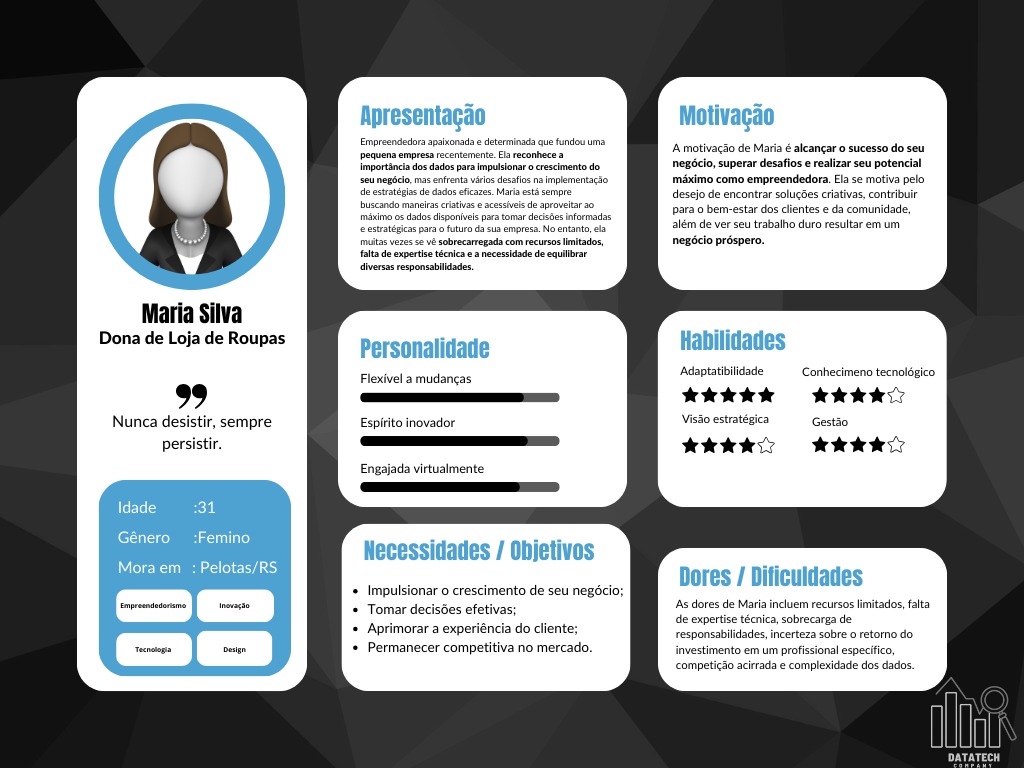 Maria Silva
Dona de Loja de Roupas
Nunca desistir, sempre
persistir.
Idade :31
Gênero :Femino
Mora em : Pelotas/RS
Empreendedorismo
Inovação
Tecnologia
Design
Apresentação
Empreendedora apaixonada e determinada que fundou uma
pequena empresa recentemente. Ela reconhece a
importância dos dados para impulsionar o crescimento do
seu negócio, mas enfrenta vários desafios na implementação
de estratégias de dados eficazes. Maria está sempre
buscando maneiras criativas e acessíveis de aproveitar ao
máximo os dados disponíveis para tomar decisões informadas
e estratégicas para o futuro da sua empresa. No entanto, ela
muitas vezes se vê sobrecarregada com recursos limitados,
falta de expertise técnica e a necessidade de equilibrar
diversas responsabilidades.
Motivação
A motivação de Maria é alcançar o sucesso do seu
negócio, superar desafios e realizar seu potencial
máximo como empreendedora. Ela se motiva pelo
desejo de encontrar soluções criativas, contribuir
para o bem-estar dos clientes e da comunidade,
além de ver seu trabalho duro resultar em um
negócio próspero.
Personalidade
Flexível a mudanças
Espírito inovador
Engajada virtualmente
Habilidades
Adaptatibilidade
Conhecimeno tecnológico
Visão estratégica
Gestão
Necessidades / Objetivos
• Impulsionar o crescimento de seu negócio;
• Tomar decisões efetivas;
• Aprimorar a experiência do cliente;
• Permanecer competitiva no mercado.
Dores / Dificuldades
As dores de Maria incluem recursos limitados, falta
de expertise técnica, sobrecarga de
responsabilidades, incerteza sobre o retorno do
investimento em um profissional específico,
competição acirrada e complexidade dos dados.
DATATECH
COMPANY